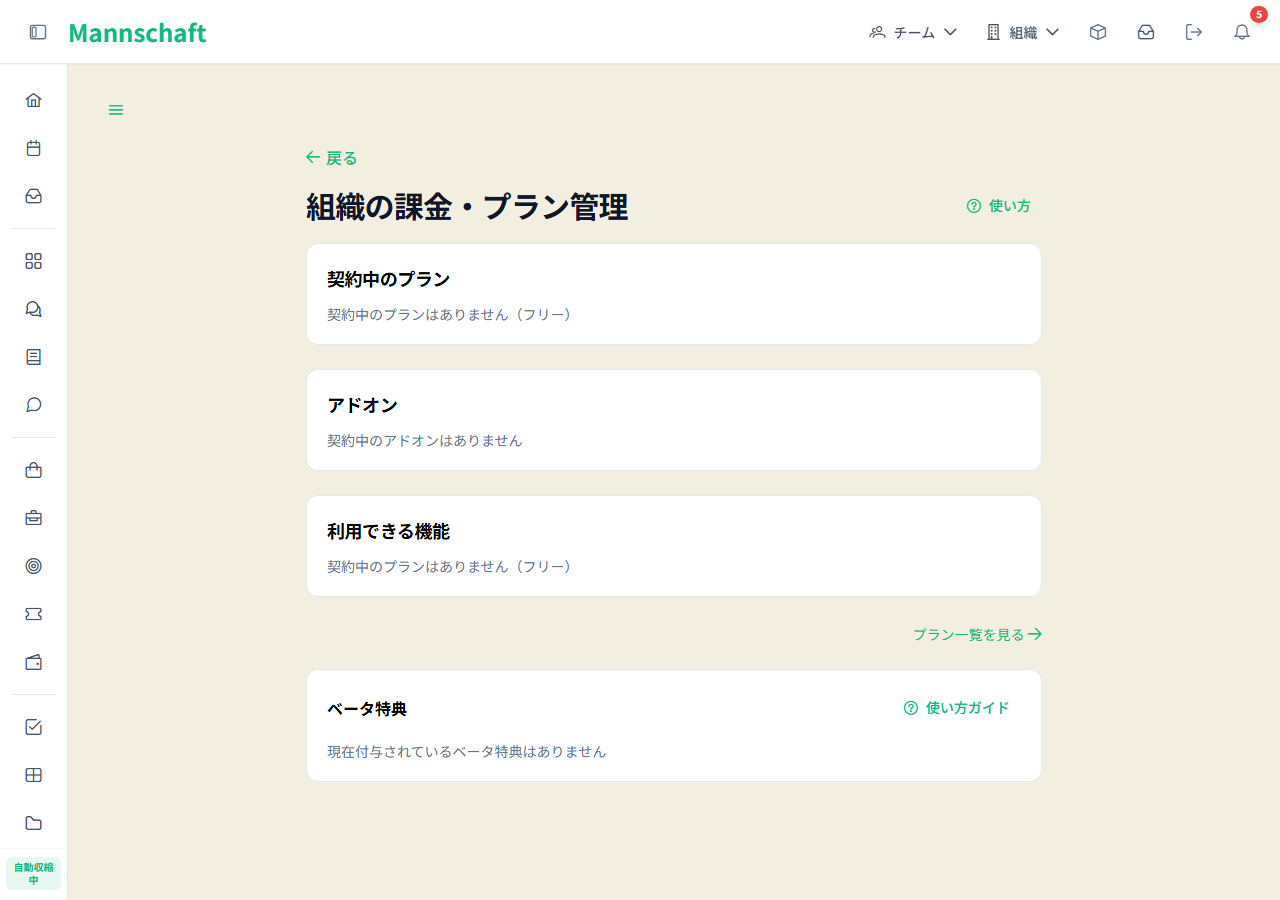 Mannschaft
チーム
組織
5
戻る
組織の課金・プラン管理
使い方
契約中のプラン
契約中のプランはありません（フリー）
アドオン
契約中のアドオンはありません
利用できる機能
契約中のプランはありません（フリー）
プラン一覧を見る
ベータ特典
使い方ガイド
現在付与されているベータ特典はありません
自動収縮
中